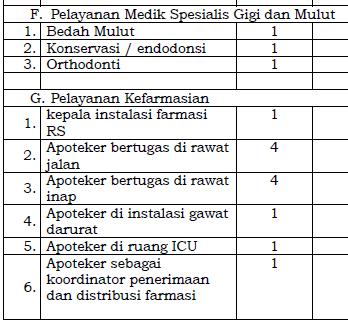 F. Pelayanan Medik Spesialis Gigi dan Mulut
1. Bedah Mulut 1
2. Konservasi / endodonsi 1
3. Orthodonti 1
G. Pelayanan Kefarmasian
1. kepala instalasi farmasi RS 1
2. Apoteker bertugas di rawat jalan 4
3. Apoteker bertugas di rawat inap 4
4. Apoteker di instalasi gawat darurat 1
5. Apoteker di ruang ICU 1
6. Apoteker sebagai koordinator penerimaan dan distribusi farmasi 1